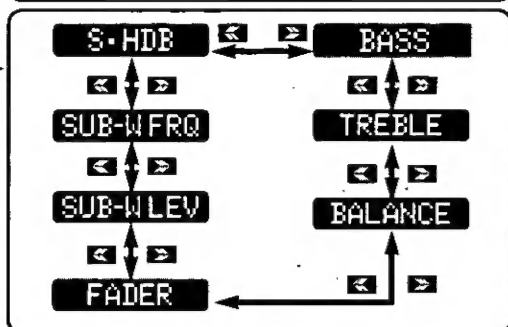 S•HDB
BASS
SUB-W FRQ
TREBLE
SUB-W LEV
BALANCE
FADER